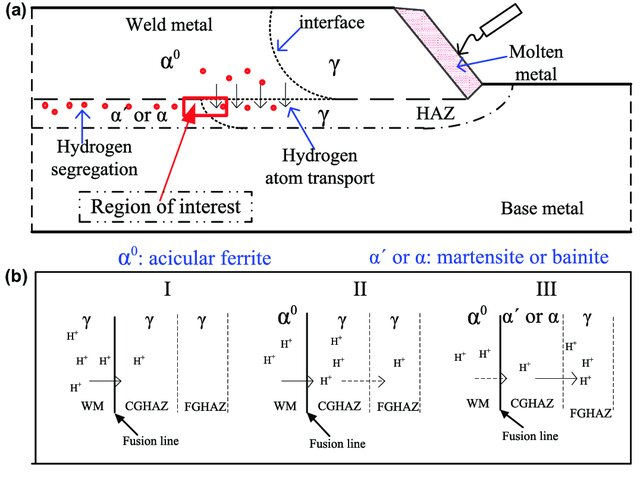 (a)
Weld metal
interface
α⁰
γ
Molten
metal
HAZ
α´ or α
γ
Hydrogen
segregation
Hydrogen
atom transport
Region of interest
Base metal
α⁰: acicular ferrite
α´ or α: martensite or bainite
(b)
I
γ γ γ
H⁺
H⁺ H⁺ H⁺
H⁺
WM CGHAZ FGHAZ
Fusion line
II
α⁰ γ γ
H⁺ H⁺
H⁺ H⁺ H⁺
H⁺
WM CGHAZ FGHAZ
Fusion line
III
α⁰ α´ or α γ
H⁺
H⁺ H⁺ H⁺ H⁺
H⁺
WM CGHAZ FGHAZ
Fusion line